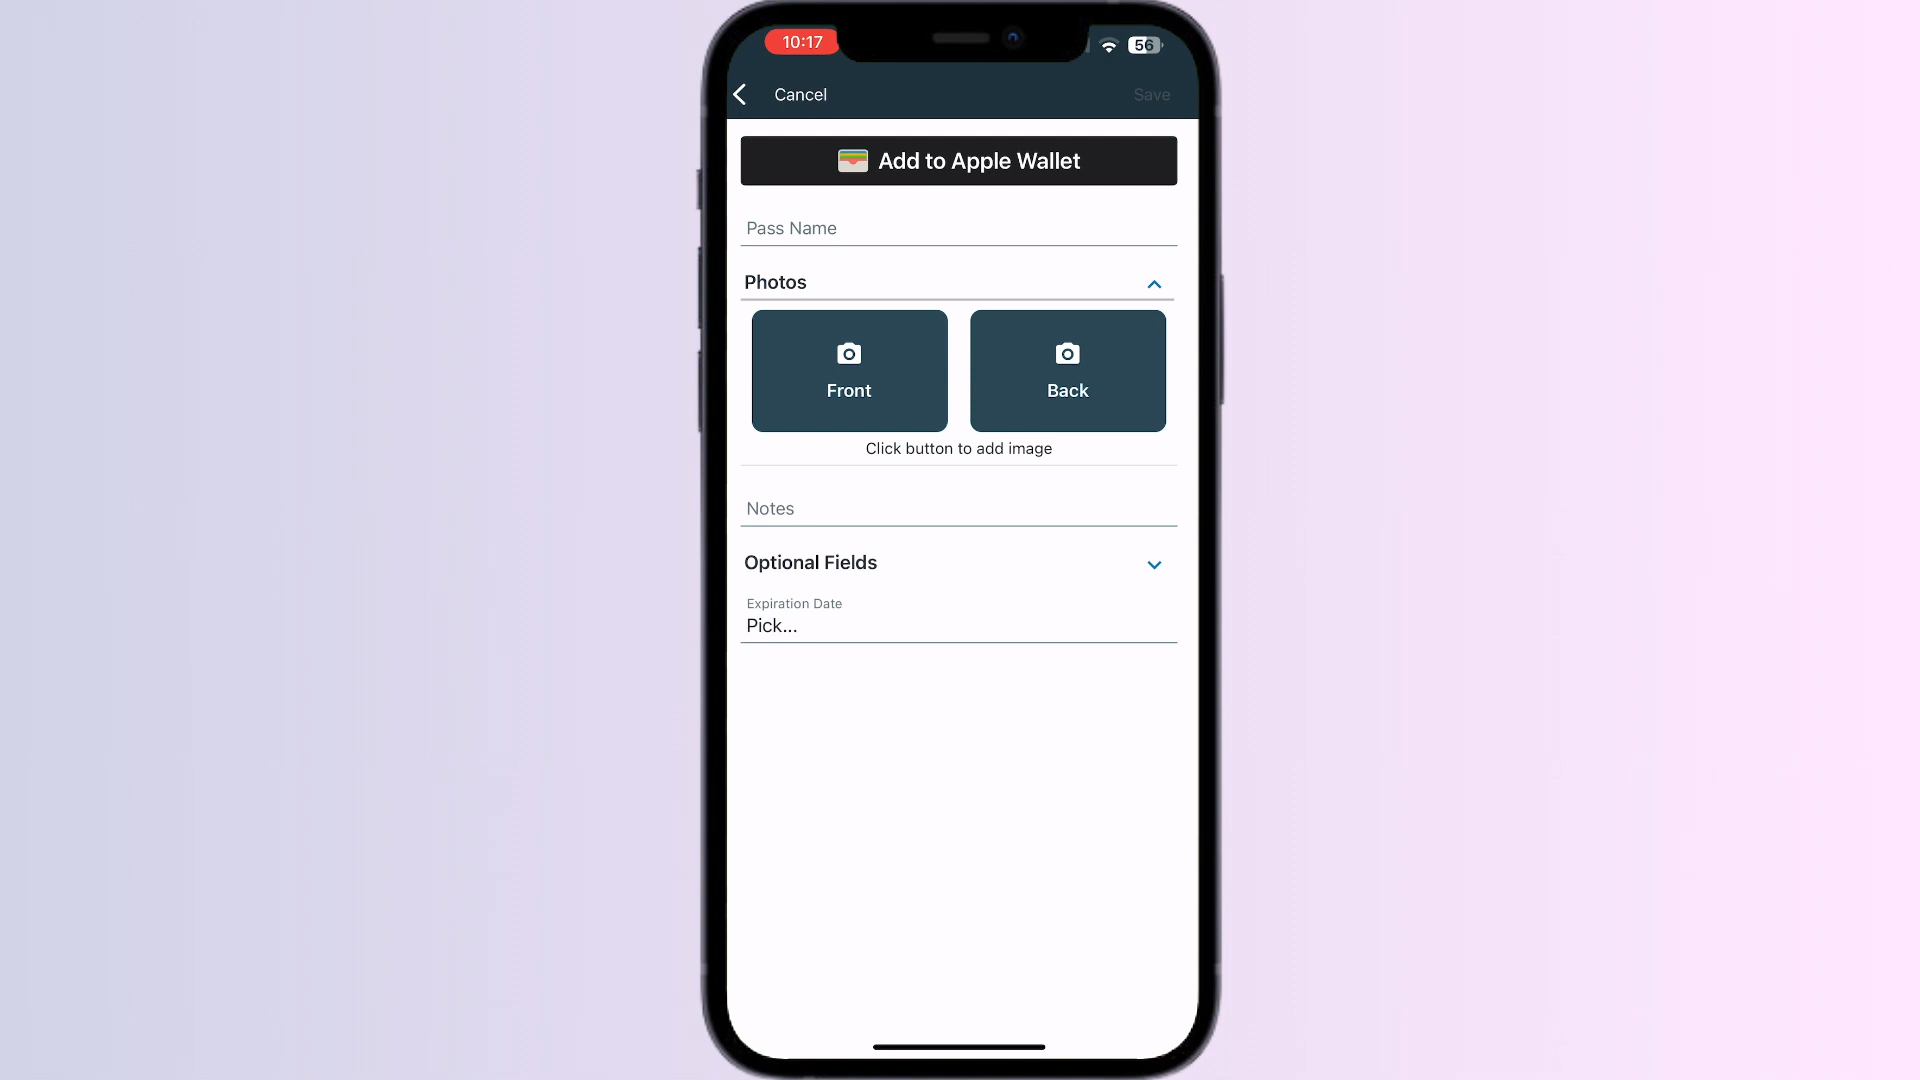 10:17
56
Cancel
Save
Add to Apple Wallet
Pass Name
Photos
Front
Back
Click button to add image
Notes
Optional Fields
Expiration Date
Pick...